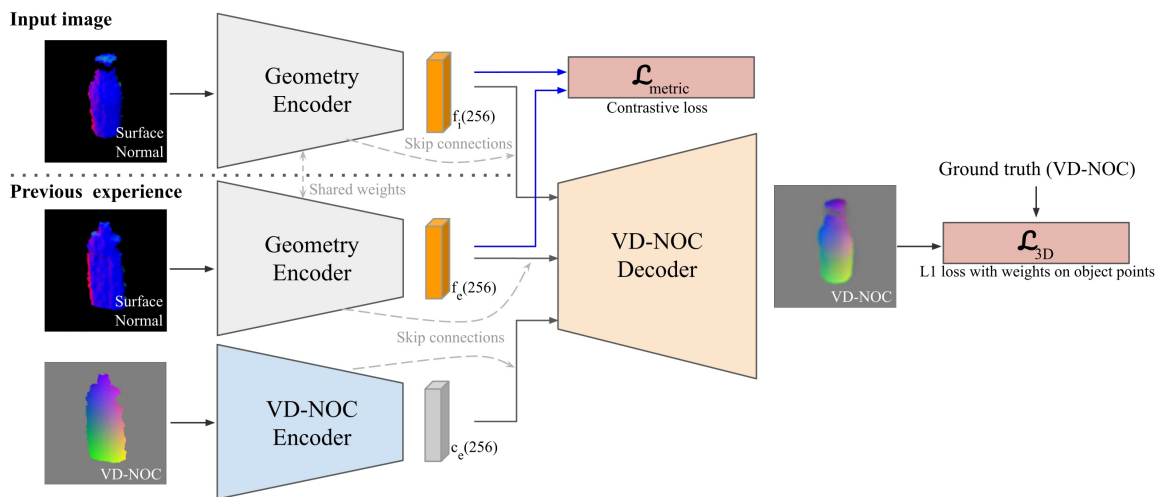 Input image
Surface
Normal
Geometry
Encoder
f_i(256)
ℒ_metric
Contrastive loss
Skip connections
Shared weights
Previous experience
Surface
Normal
Geometry
Encoder
f_e(256)
Skip connections
VD-NOC
VD-NOC
Encoder
c_e(256)
VD-NOC
Decoder
VD-NOC
Ground truth (VD-NOC)
ℒ_3D
L1 loss with weights on object points